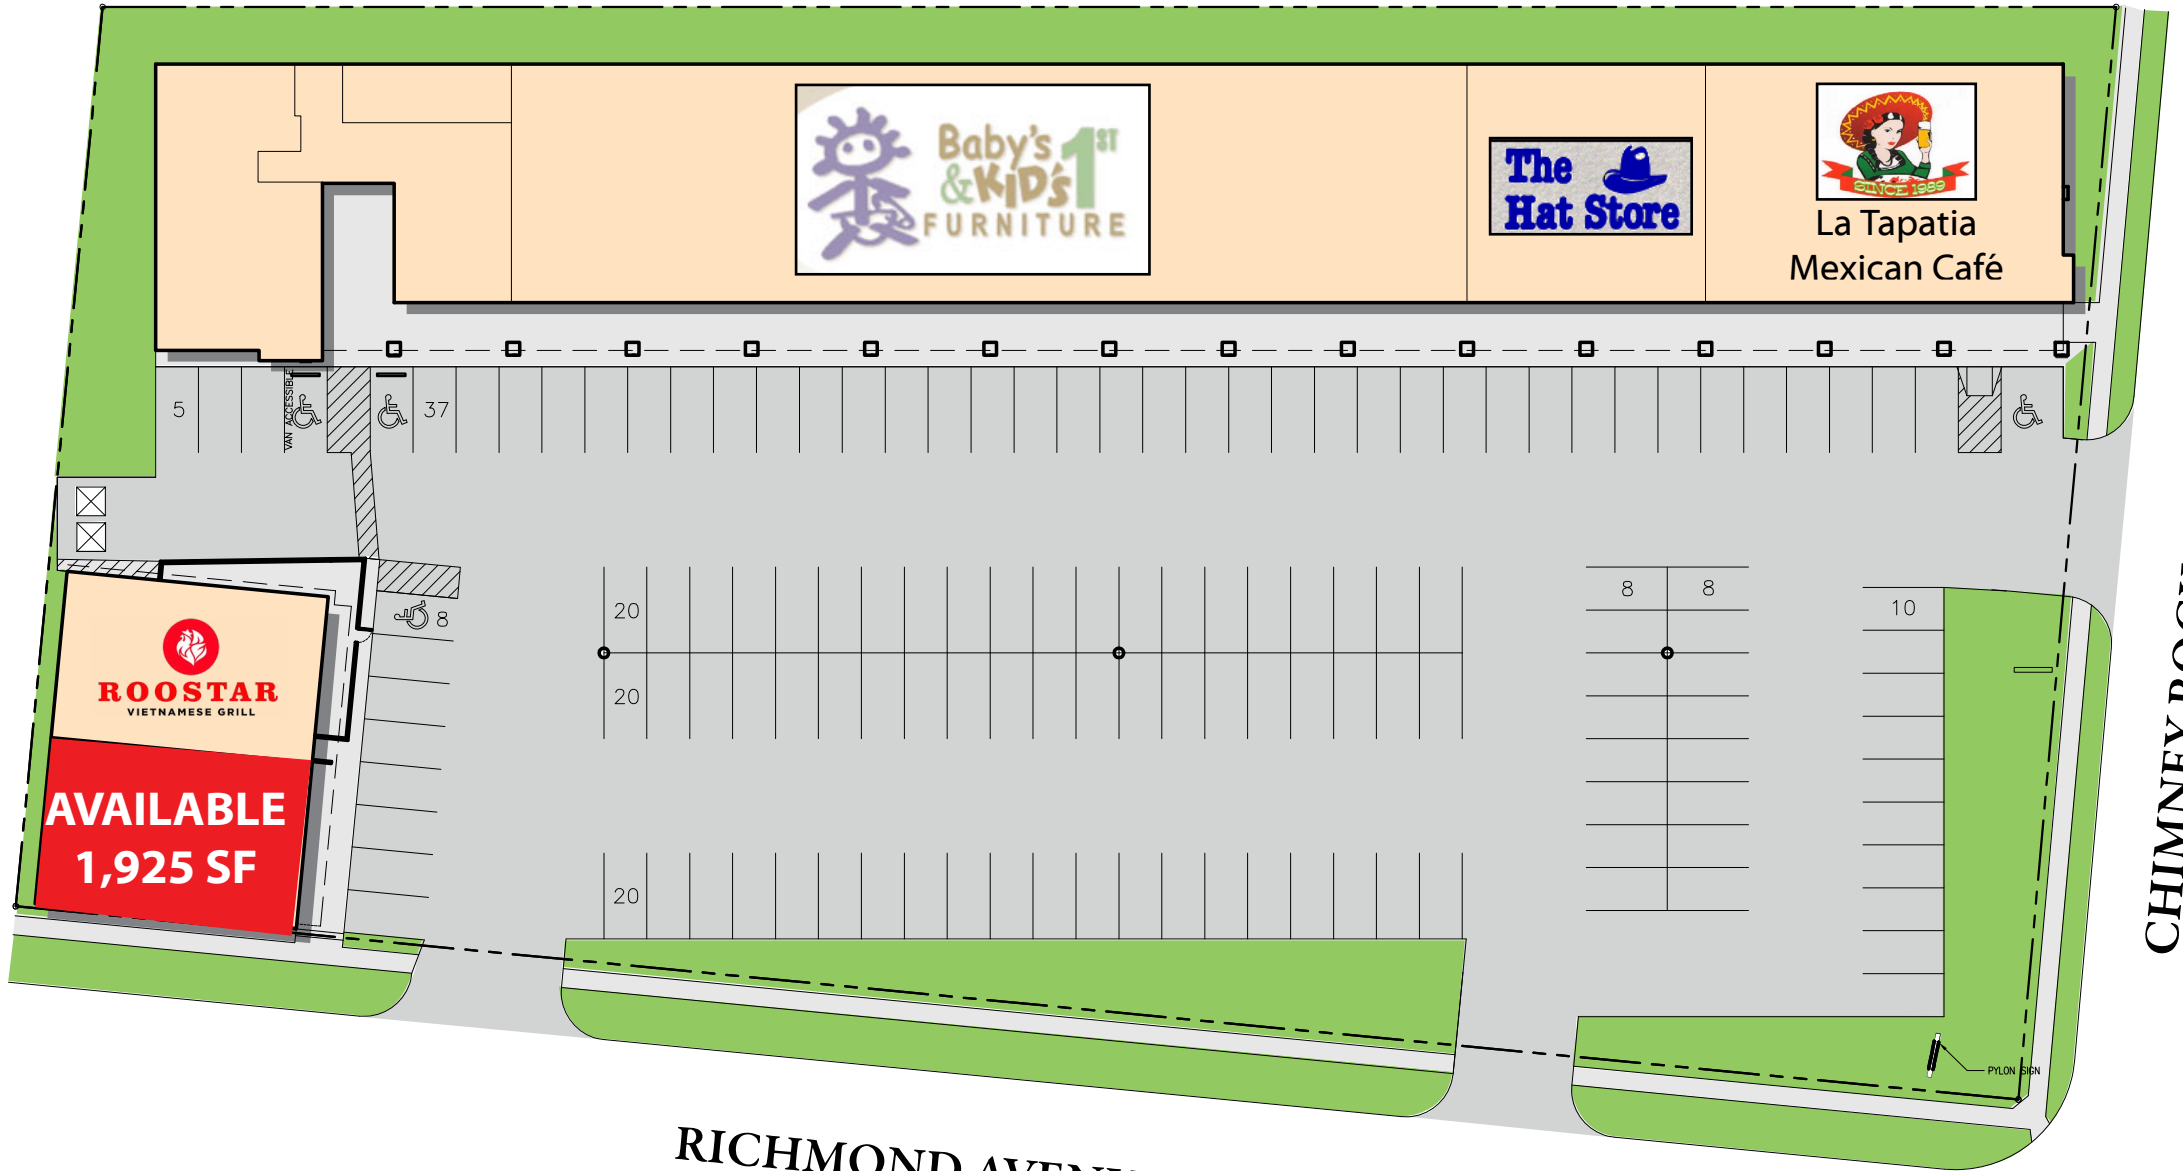 Baby's 1ST
& KiD's
FURNITURE
The
Hat Store
SINCE 1989
La Tapatia
Mexican Café
5
VAN ACCESSIBLE
37
8
20
20
20
8
8
10
ROOSTAR
VIETNAMESE GRILL
AVAILABLE
1,925 SF
PYLON SIGN
CHIMNEY
RICHMOND